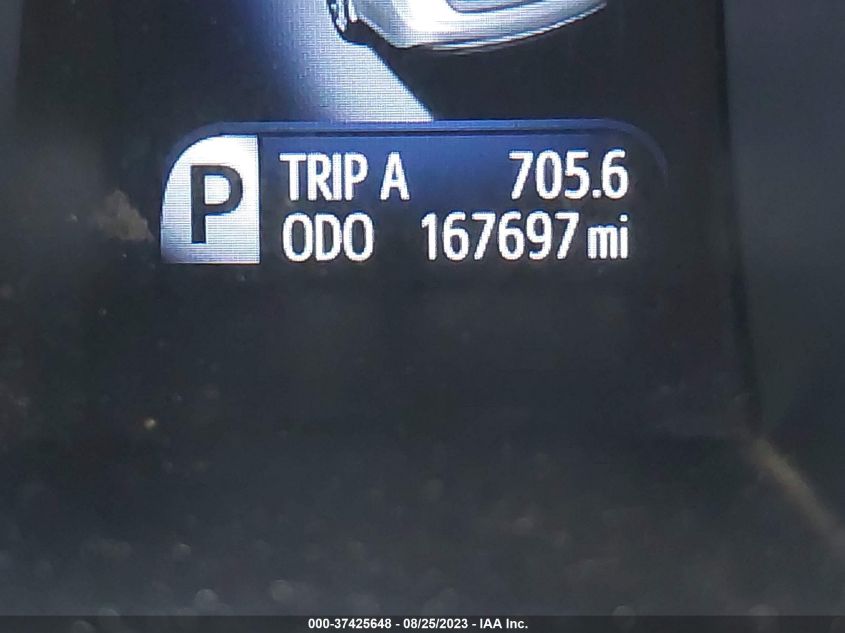 P
TRIP A 705.6
ODO 167697 mi
000-37425648 - 08/25/2023 - IAA Inc.